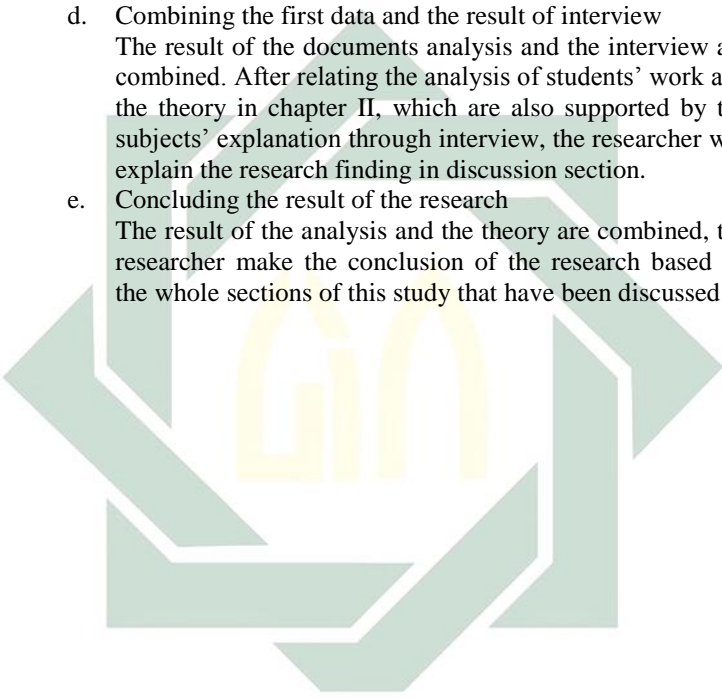 d. Combining the first data and the result of interview
The result of the documents analysis and the interview
combined. After relating the analysis of students’ work
the theory in chapter II, which are also supported by
subjects’ explanation through interview, the researcher
explain the research finding in discussion section.
e. Concluding the result of the research
The result of the analysis and the theory are combined,
researcher make the conclusion of the research based
the whole sections of this study that have been discussed